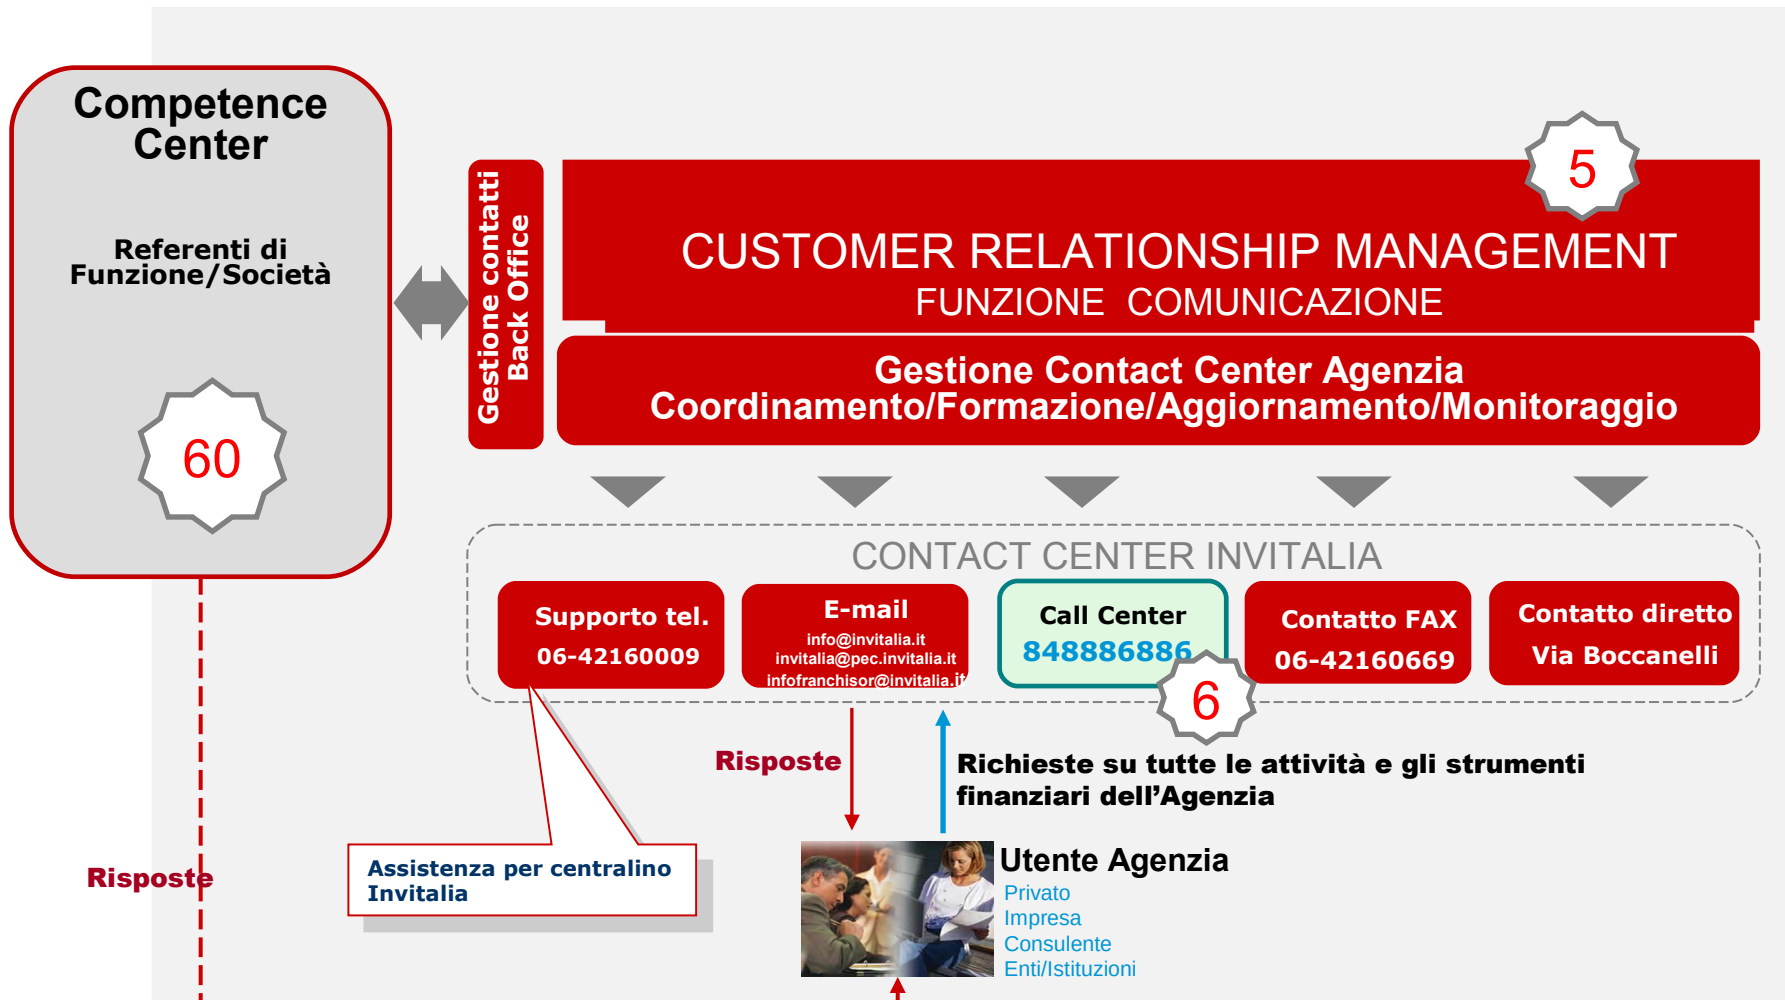 Competence
Center
Referenti di
Funzione/Società
60
Gestione contatti
Back Office
5
CUSTOMER RELATIONSHIP MANAGEMENT
FUNZIONE COMUNICAZIONE
Gestione Contact Center Agenzia
Coordinamento/Formazione/Aggiornamento/Monitoraggio
CONTACT CENTER INVITALIA
Supporto tel.
06-42160009
E-mail
info@invitalia.it
invitalia@pec.invitalia.it
infofranchisor@invitalia.it
Call Center
848886886
6
Contatto FAX
06-42160669
Contatto diretto
Via Boccanelli
Risposte
Richieste su tutte le attività e gli strumenti
finanziari dell’Agenzia
Assistenza per centralino
Invitalia
Risposte
Utente Agenzia
Privato
Impresa
Consulente
Enti/Istituzioni